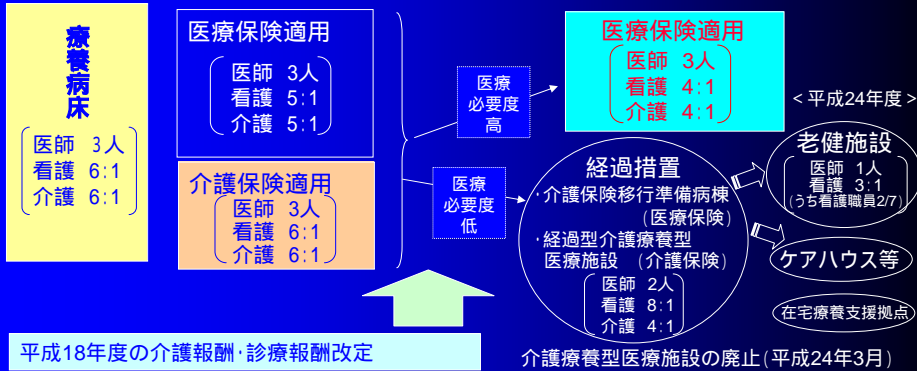 療養病床
医師 3人
看護 6:1
介護 6:1
医療保険適用
医師 3人
看護 5:1
介護 5:1
介護保険適用
医師 3人
看護 6:1
介護 6:1
医療
必要度
高
医療
必要度
低
医療保険適用
医師 3人
看護 4:1
介護 4:1
経過措置
・介護保険移行準備病棟
(医療保険)
・経過型介護療養型
医療施設 (介護保険)
医師 2人
看護 8:1
介護 4:1
<平成24年度>
老健施設
医師 1人
看護 3:1
(うち看護職員2/7)
ケアハウス等
在宅療養支援拠点
平成18年度の介護報酬・診療報酬改定
介護療養型医療施設の廃止(平成24年3月)